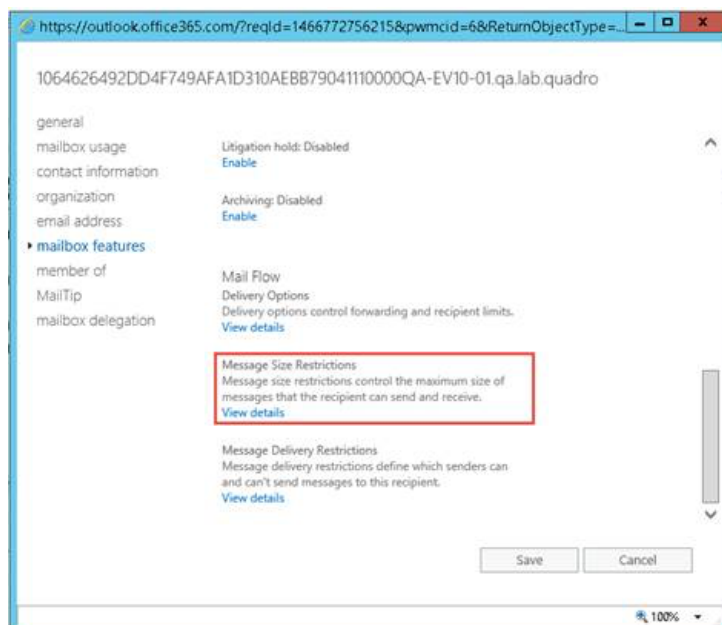 https://outlook.office365.com/?reqId=1466772756215&pwmcid=6&ReturnObjectType=...
1064626492DD4F749AFA1D310AEBB79041110000QA-EV10-01.qa.lab.quadro
general
mailbox usage
contact information
organization
email address
mailbox features
member of
MailTip
mailbox delegation
Litigation hold: Disabled
Enable
Archiving: Disabled
Enable
Mail Flow
Delivery Options
Delivery options control forwarding and recipient limits.
View details
Message Size Restrictions
Message size restrictions control the maximum size of
messages that the recipient can send and receive.
View details
Message Delivery Restrictions
Message delivery restrictions define which senders can
and can't send messages to this recipient.
View details
Save
Cancel
100%